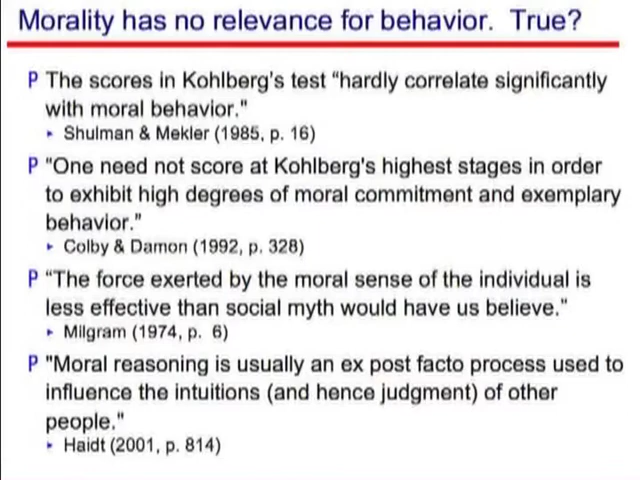 Morality has no relevance for behavior. True?
P The scores in Kohlberg's test "hardly correlate significantly
with moral behavior."
▸ Shulman & Mekler (1985, p. 16)
P "One need not score at Kohlberg's highest stages in order
to exhibit high degrees of moral commitment and exemplary
behavior."
▸ Colby & Damon (1992, p. 328)
P "The force exerted by the moral sense of the individual is
less effective than social myth would have us believe."
▸ Milgram (1974, p. 6)
P "Moral reasoning is usually an ex post facto process used to
influence the intuitions (and hence judgment) of other
people."
▸ Haidt (2001, p. 814)